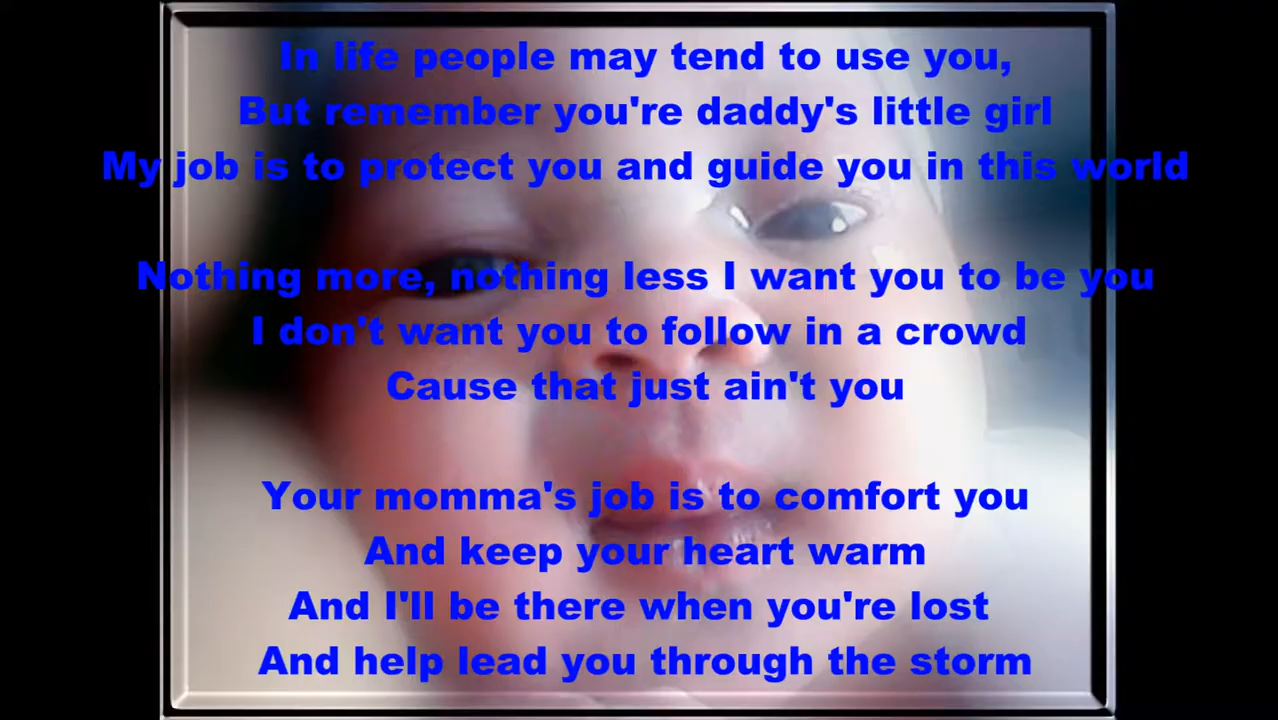 In life people may tend to use you,
But remember you're daddy's little girl
My job is to protect you and guide you in this world
Nothing more, nothing less I want you to be you
I don't want you to follow in a crowd
Cause that just ain't you
Your momma's job is to comfort you
And keep your heart warm
And I'll be there when you're lost
And help lead you through the storm